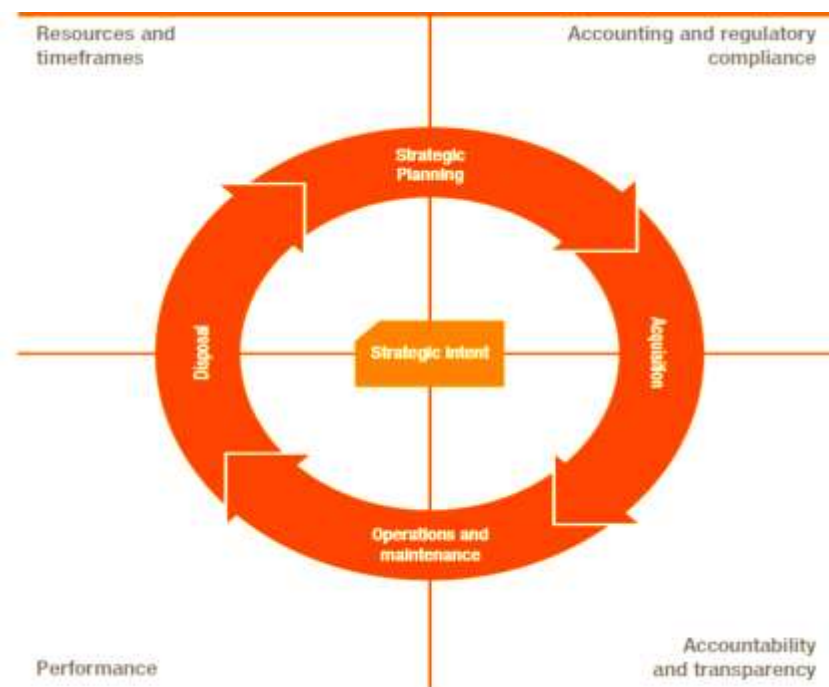 Resources and
timeframes
Accounting and regulatory
compliance
Strategic
Planning
Disposal
Strategic Intent
Acquisition
Operations and
maintenance
Performance
Accountability
and transparency